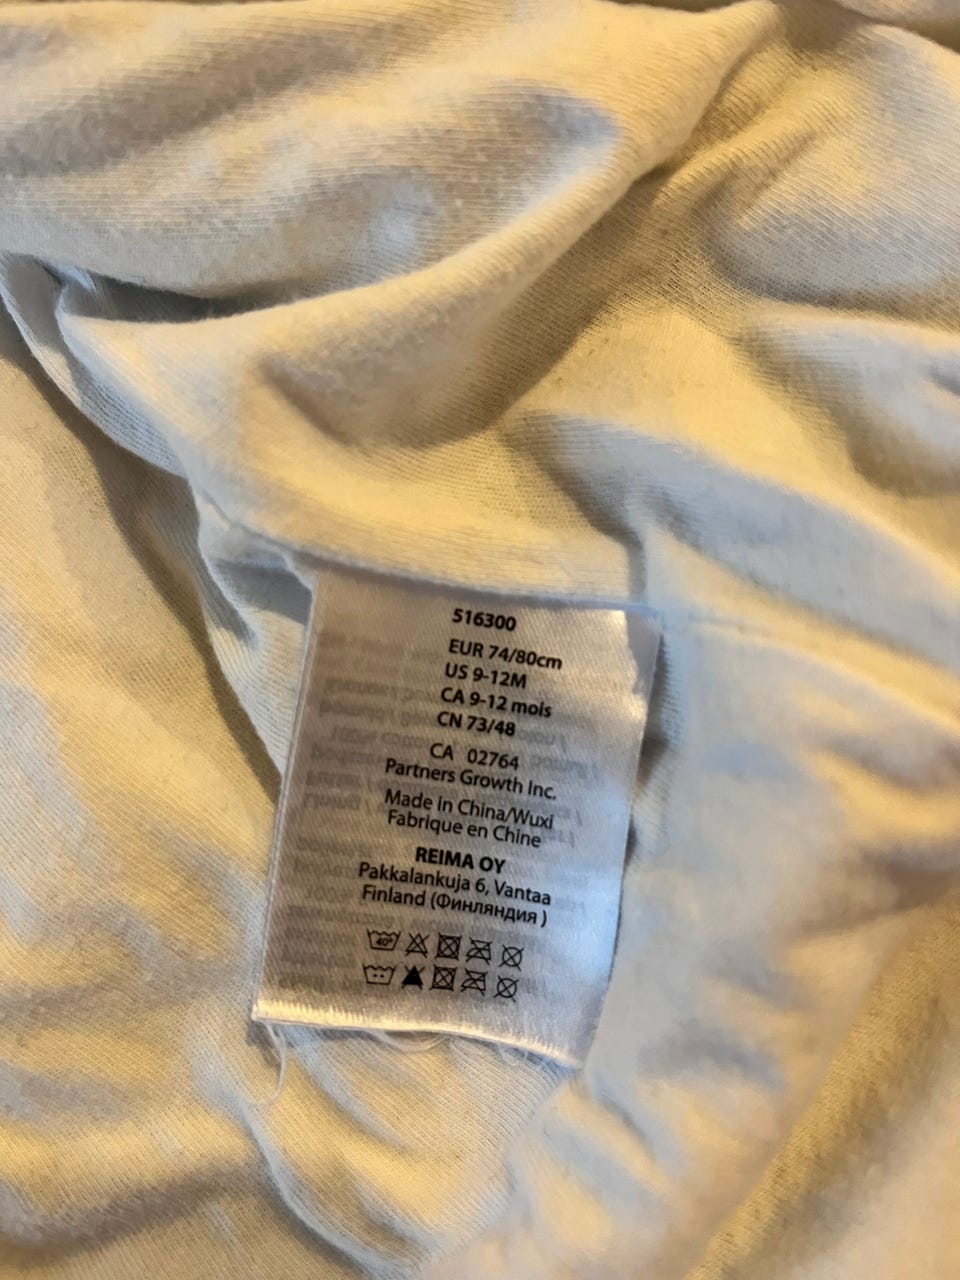 516300
EUR 74/80cm
US 9-12M
CA 9-12 mois
CN 73/48
CA 02764
Partners Growth Inc.
Made in China/Wuxi
Fabrique en Chine
REIMA OY
Pakkalankuja 6, Vantaa
Finland (Финляндия )
40°